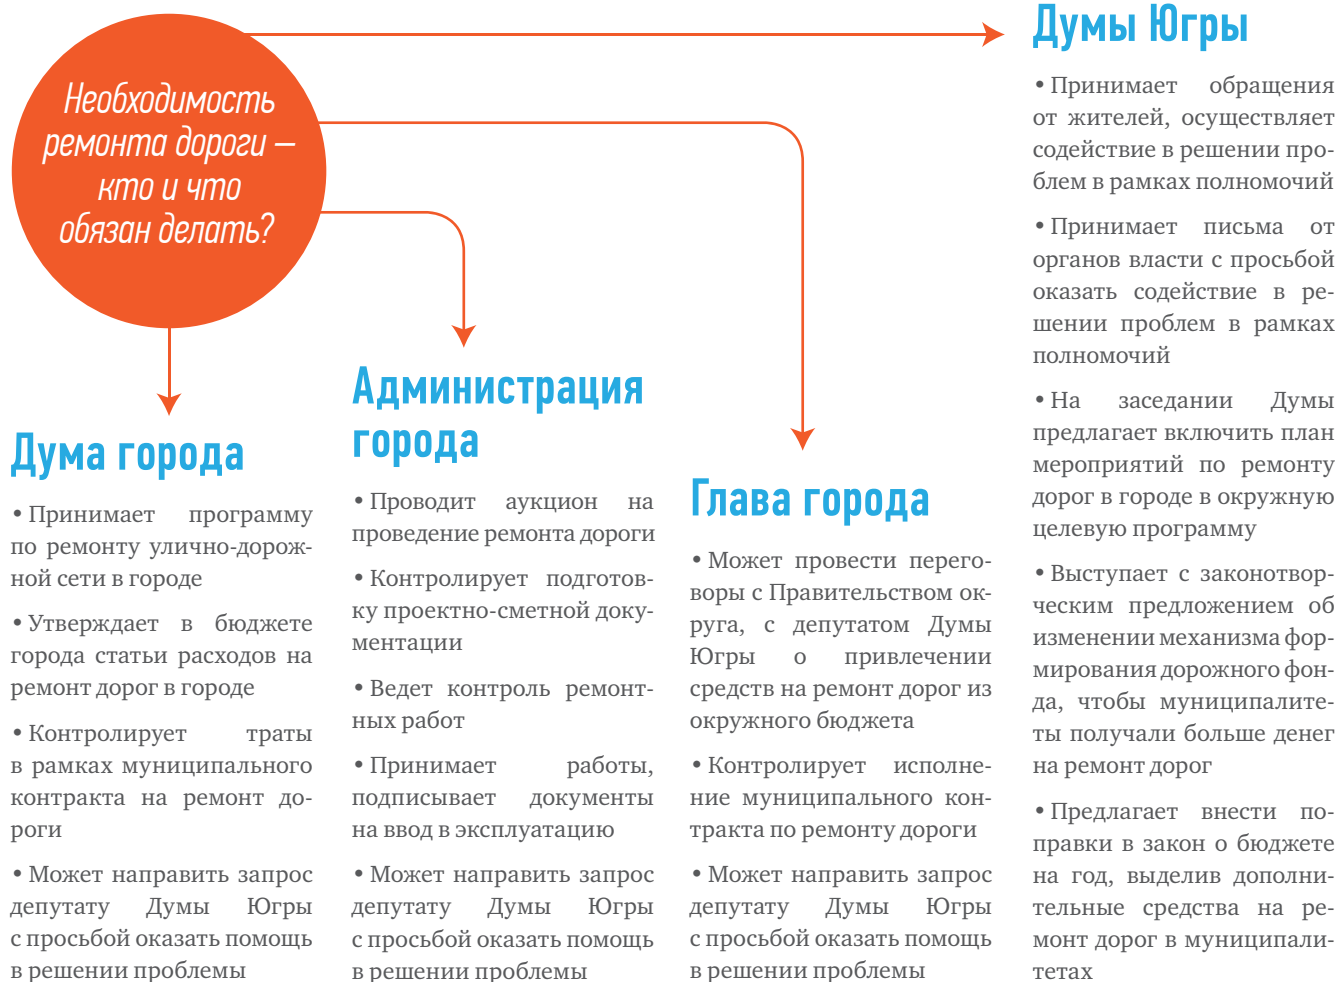 Необходимость
ремонта дороги –
кто и что
обязан делать?
Дума города
• Принимает программу
по ремонту улично-дорож-
ной сети в городе
• Утверждает в бюджете
города статьи расходов на
ремонт дорог в городе
• Контролирует траты
в рамках муниципального
контракта на ремонт до-
роги
• Может направить запрос
депутату Думы Югры
с просьбой оказать помощь
в решении проблемы
Администрация
города
• Проводит аукцион на
проведение ремонта дороги
• Контролирует подготов-
ку проектно-сметной доку-
ментации
• Ведет контроль ремонт-
ных работ
• Принимает работы,
подписывает документы
на ввод в эксплуатацию
• Может направить запрос
депутату Думы Югры
с просьбой оказать помощь
в решении проблемы
Глава города
• Может провести перего-
воры с Правительством ок-
руга, с депутатом Думы
Югры о привлечении
средств на ремонт дорог из
окружного бюджета
• Контролирует исполне-
ние муниципального кон-
тракта по ремонту дороги
• Может направить запрос
депутату Думы Югры
с просьбой оказать помощь
в решении проблемы
Думы Югры
• Принимает обращения
от жителей, осуществляет
содействие в решении про-
блем в рамках полномочий
• Принимает письма от
органов власти с просьбой
оказать содействие в ре-
шении проблем в рамках
полномочий
• На заседании Думы
предлагает включить план
мероприятий по ремонту
дорог в городе в окружную
целевую программу
• Выступает с законотвор-
ческим предложением об
изменении механизма фор-
мирования дорожного фон-
да, чтобы муниципалите-
ты получали больше денег
на ремонт дорог
• Предлагает внести по-
правки в закон о бюджете
на год, выделив дополни-
тельные средства на ре-
монт дорог в муниципали-
тетах